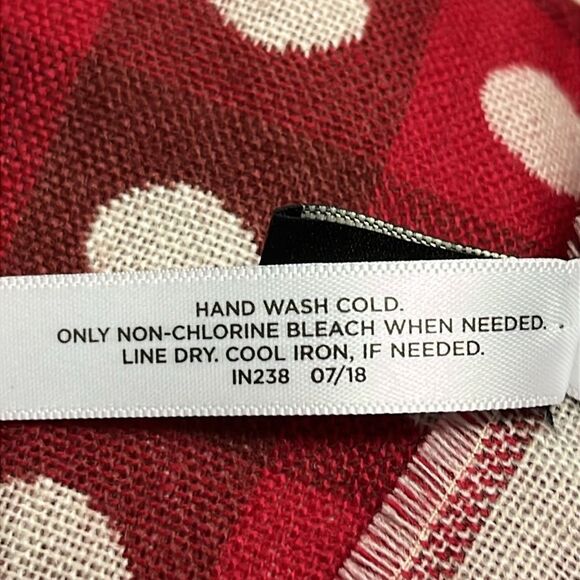 HAND WASH COLD.
ONLY NON-CHLORINE BLEACH WHEN NEEDED.
LINE DRY. COOL IRON, IF NEEDED.
IN238 07/18